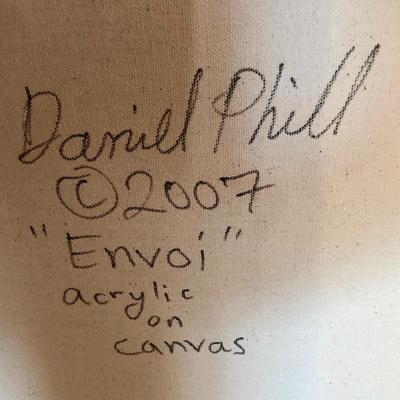 Daniel Phill
©2007
"Envoi"
acrylic
on
canvas